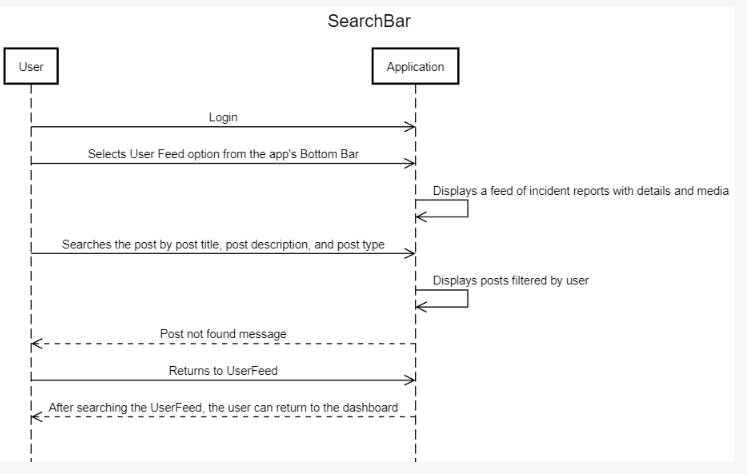 SearchBar
User
Application
Login
Selects User Feed option from the app's Bottom Bar
Displays a feed of incident reports with details and media
Searches the post by post title, post description, and post type
Displays posts filtered by user
Post not found message
Returns to UserFeed
After searching the UserFeed, the user can return to the dashboard